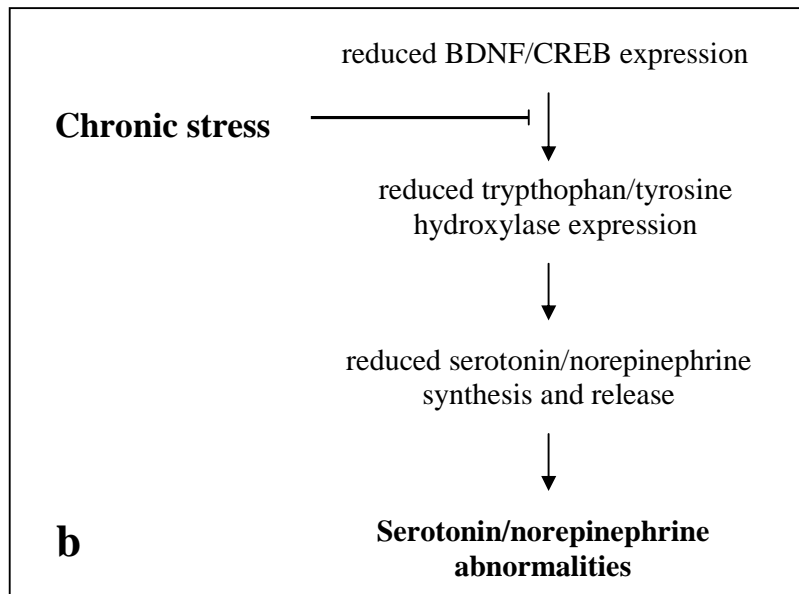 reduced BDNF/CREB expression
Chronic stress
reduced trypthophan/tyrosine
hydroxylase expression
reduced serotonin/norepinephrine
synthesis and release
Serotonin/norepinephrine
abnormalities
b